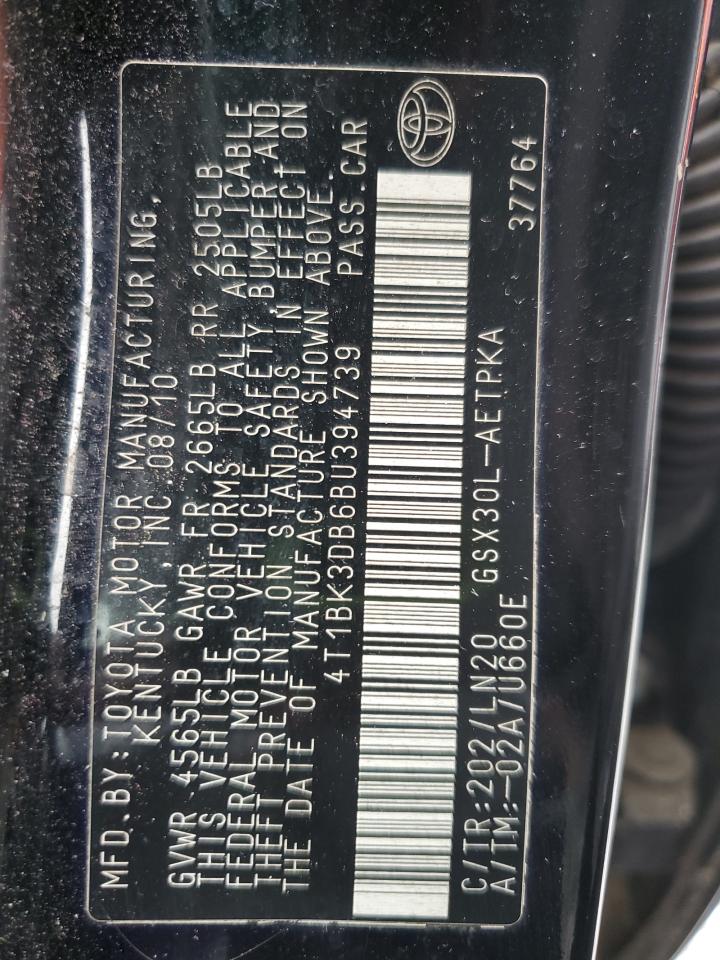 MFD.BY:TOYOTA MOTOR MANUFACTURING,
KENTUCKY, INC 08/10
GVWR 4565LB GAWR FR 2665LB RR 2505LB
THIS VEHICLE CONFORMS TO ALL APPLICABLE
FEDERAL MOTOR VEHICLE SAFETY, BUMPER AND
THEFT PREVENTION STANDARDS IN EFFECT ON
THE DATE OF MANUFACTURE SHOWN ABOVE.
4T1BK3DB6BU394739 PASS.CAR
C/TR:202/LN20 GSX30L-AETPKA
A/TM:-02A/U660E 37764